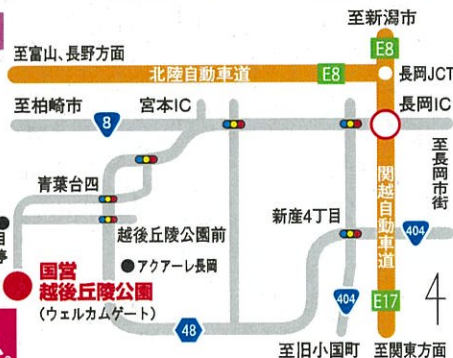 至新潟市
E8
至富山、長野方面
北陸自動車道
E8
長岡JCT
至柏崎市
宮本IC
長岡IC
8
至長岡市街
青葉台四
関越自動車道
新産4丁目
404
越後丘陵公園前
アクアーレ長岡
国営
越後丘陵公園
(ウェルカムゲート)
404
E17
48
至旧小国町
至関東方面